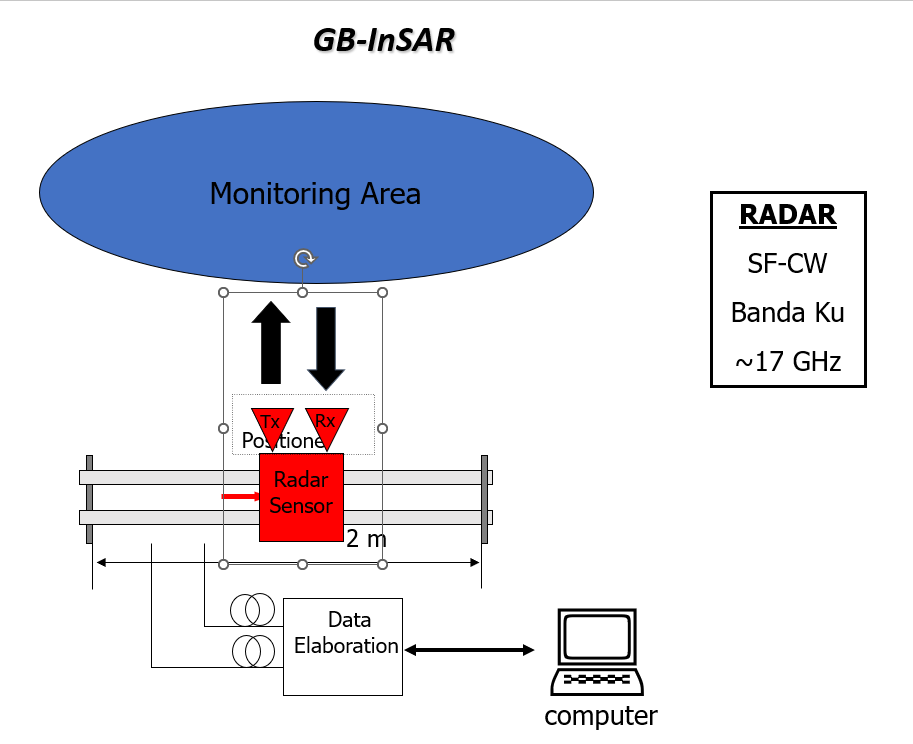 GB-InSAR
Monitoring Area
RADAR
SF-CW
Banda Ku
~17 GHz
Tx
Rx
Positione
Radar
Sensor
2 m
Data
Elaboration
computer